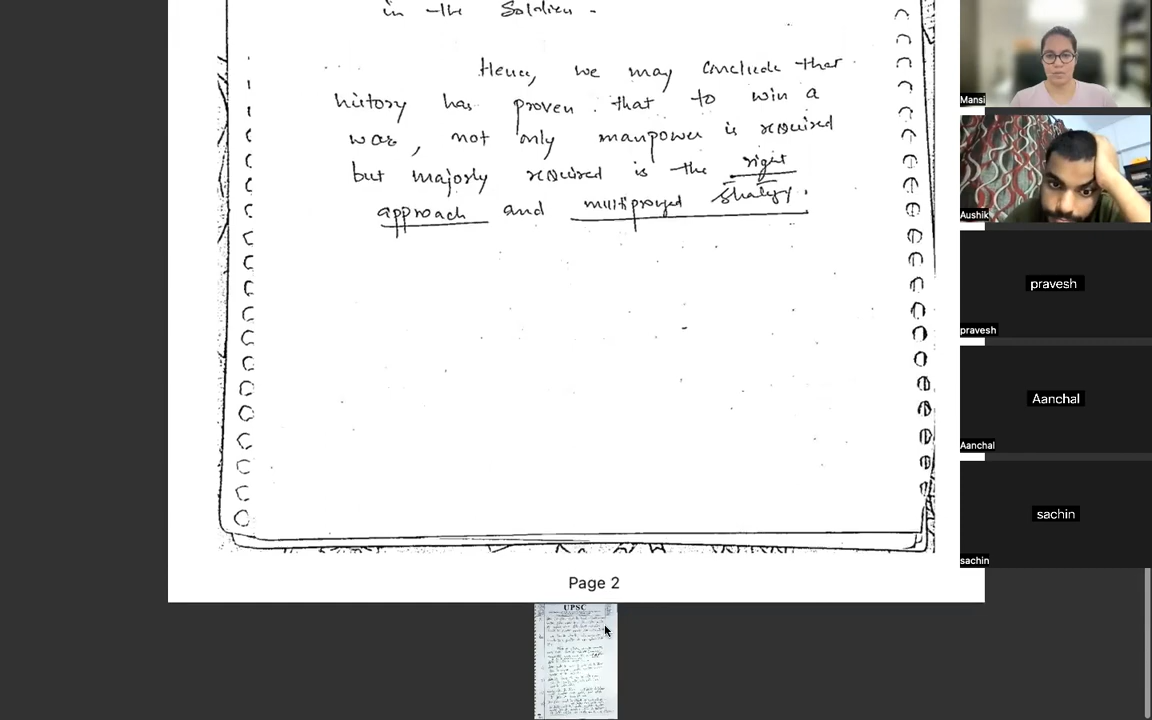 in the Soldier.
Hence, we may conclude that
history has proven that to win a
war, not only manpower is required
but majorly required is the right
approach and multipronged strategy.
Page 2
UPSC
Mansi
Aushik
pravesh
pravesh
Aanchal
Aanchal
sachin
sachin